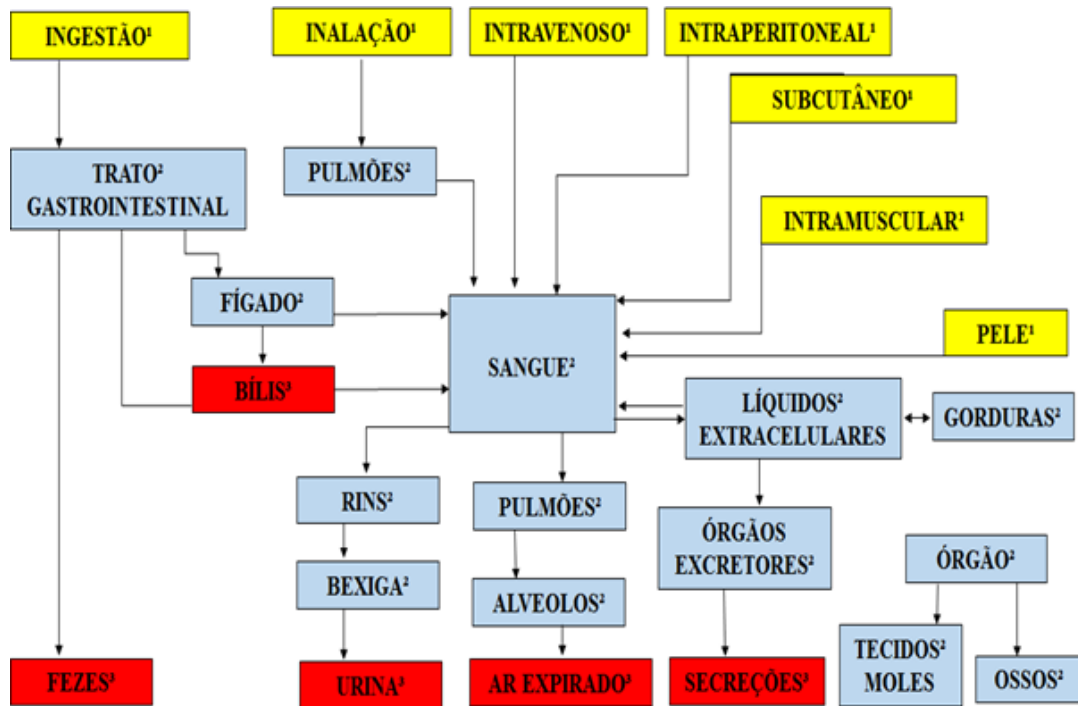 INGESTÃO¹
INALAÇÃO¹
INTRAVENOSO¹
INTRAPERITONEAL¹
SUBCUTÂNEO¹
TRATO²
GASTROINTESTINAL
PULMÕES²
INTRAMUSCULAR¹
FÍGADO²
PELE¹
SANGUE²
BÍLIS³
LÍQUIDOS²
EXTRACELULARES
GORDURAS²
RINS²
PULMÕES²
ÓRGÃOS
EXCRETORES²
ÓRGÃO²
BEXIGA²
ALVEOLOS²
TECIDOS²
MOLES
OSSOS²
FEZES³
URINA³
AR EXPIRADO³
SECREÇÕES³